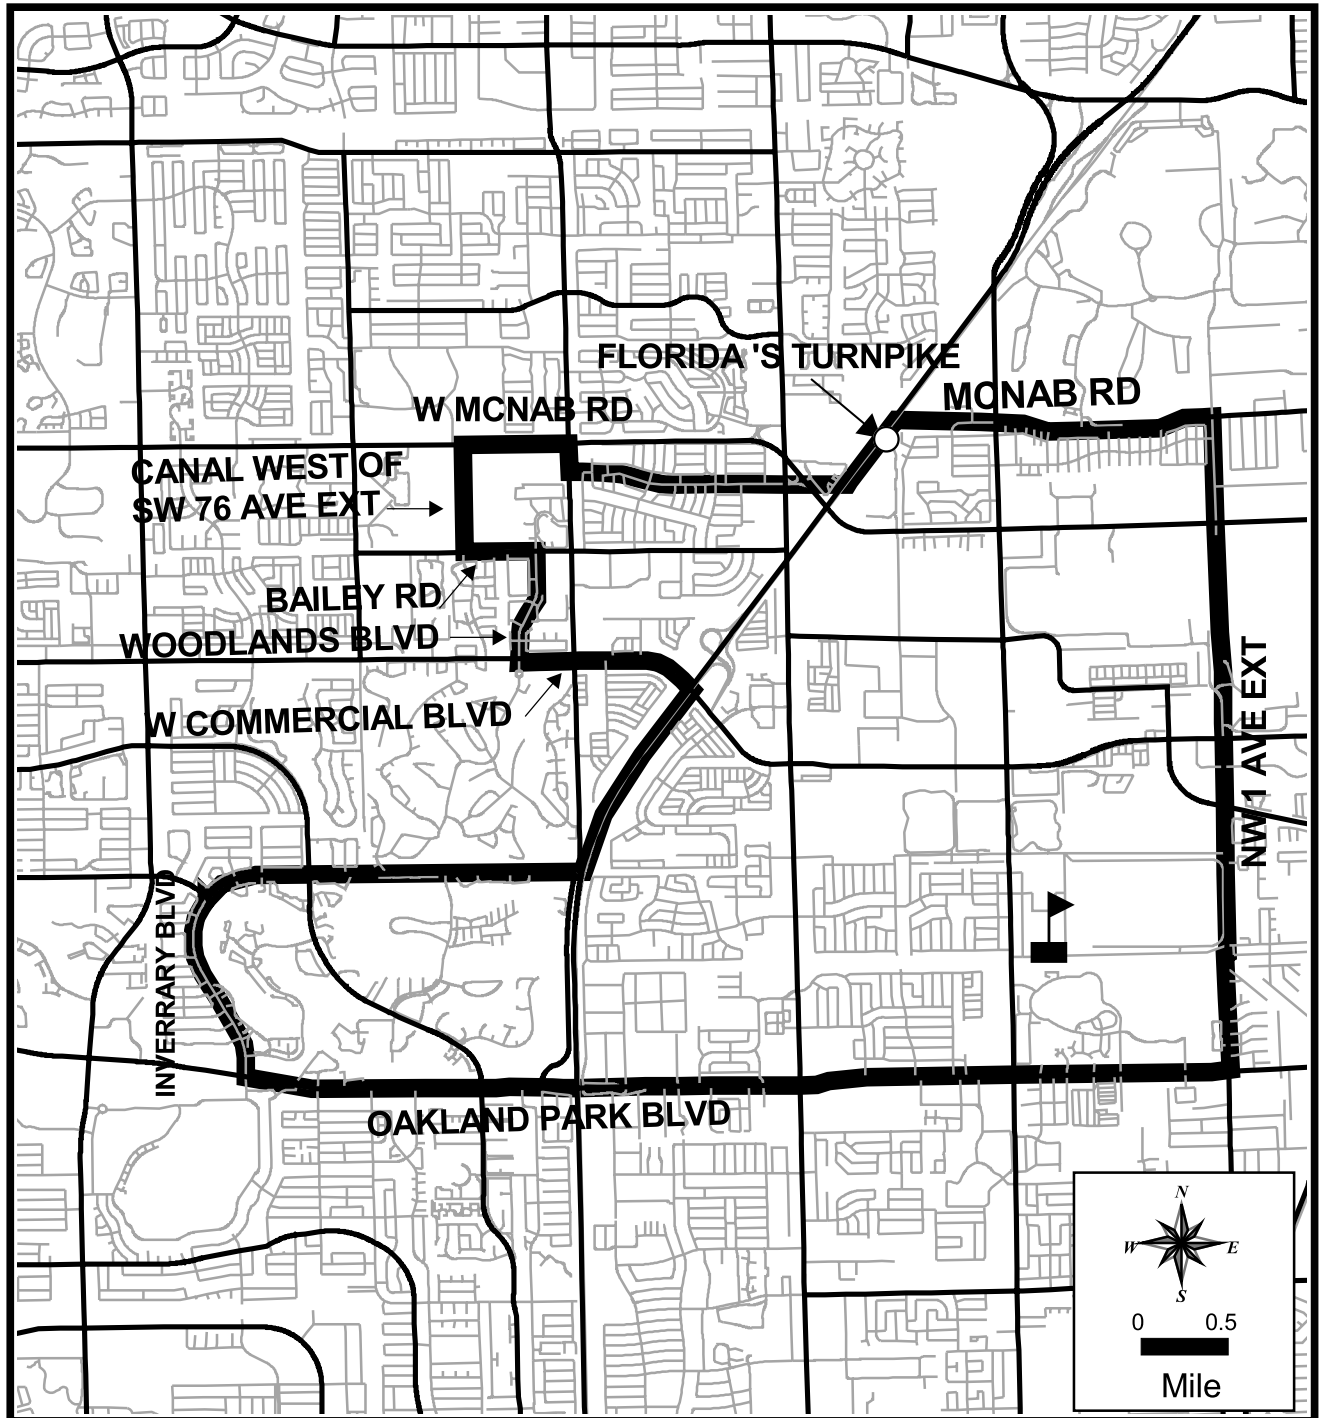 FLORIDA 'S TURNPIKE
MCNAB RD
W MCNAB RD
CANAL WEST OF
SW 76 AVE EXT
BAILEY RD
WOODLANDS BLVD
W COMMERCIAL BLVD
NW 1 AVE EXT
INVERRARY BLVD
OAKLAND PARK BLVD
N
W E
S
0 0.5
Mile